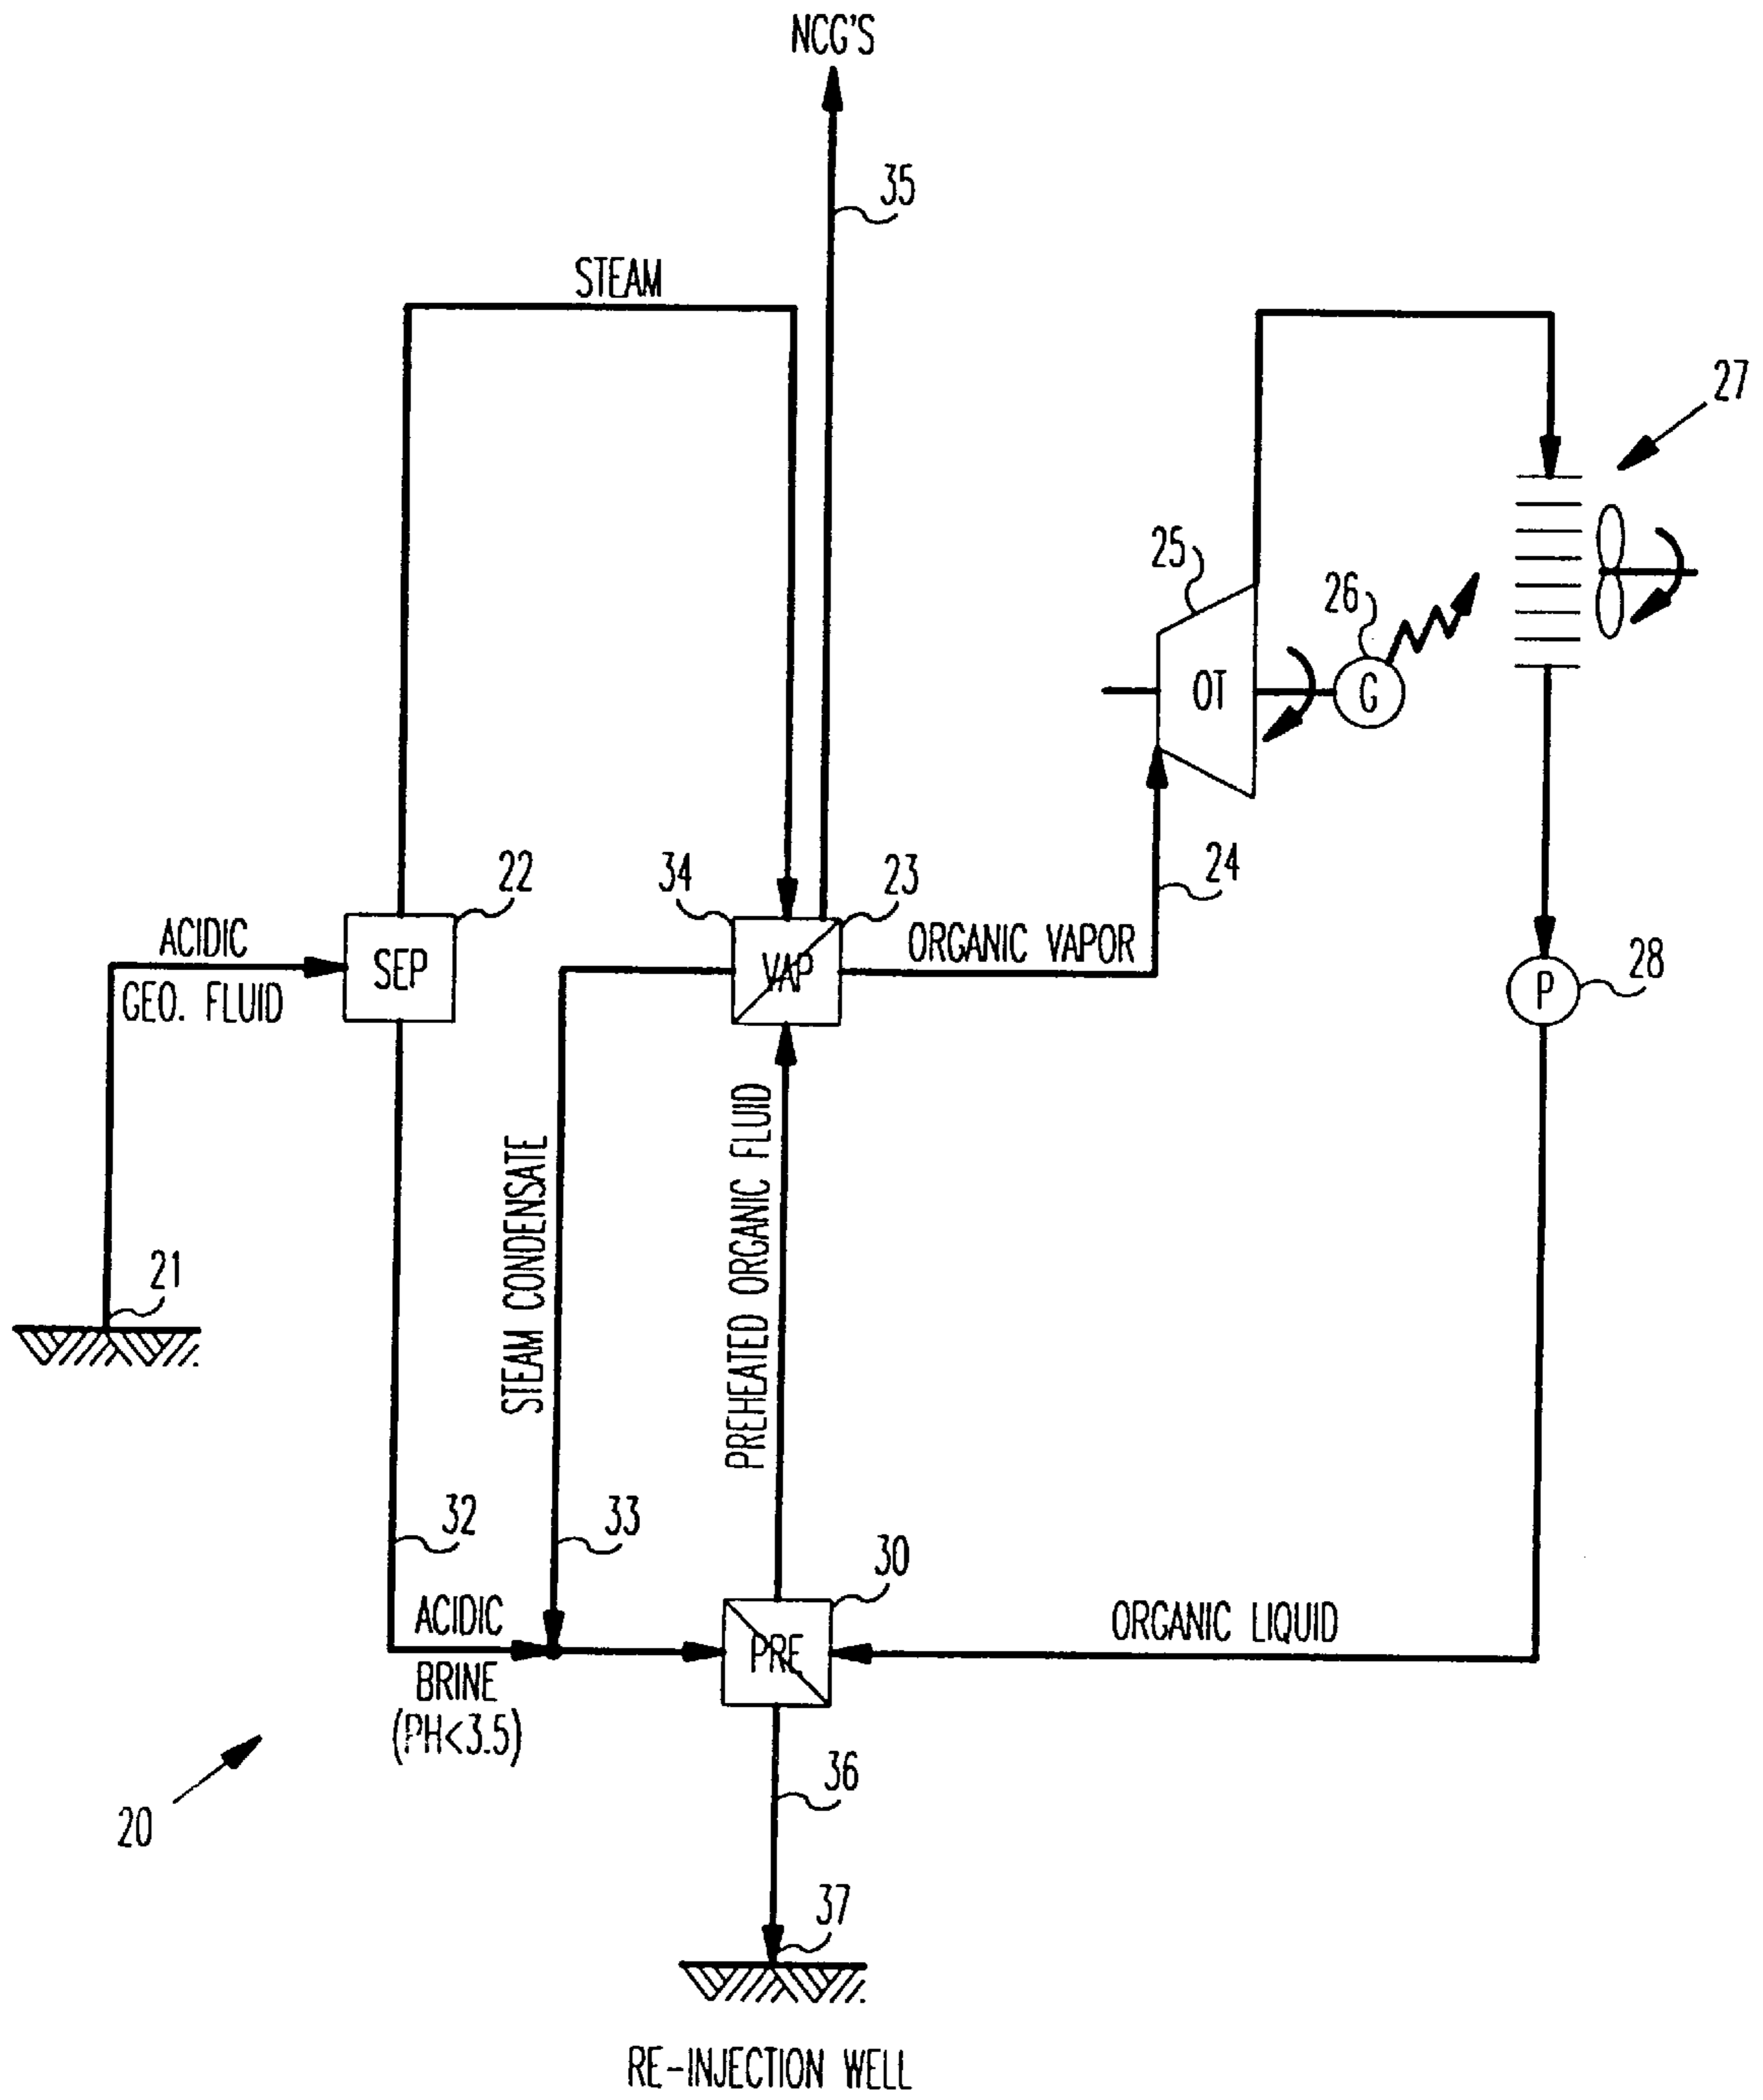 NCG'S
35
STEAM
27
25
26
OT
G
34
23
24
22
ACIDIC
GEO. FLUID
SEP
VAP
ORGANIC VAPOR
28
P
STEAM CONDENSATE
PREHEATED ORGANIC FLUID
21
32
33
30
ACIDIC
BRINE
(PH<3.5)
PRE
ORGANIC LIQUID
20
36
37
RE-INJECTION WELL